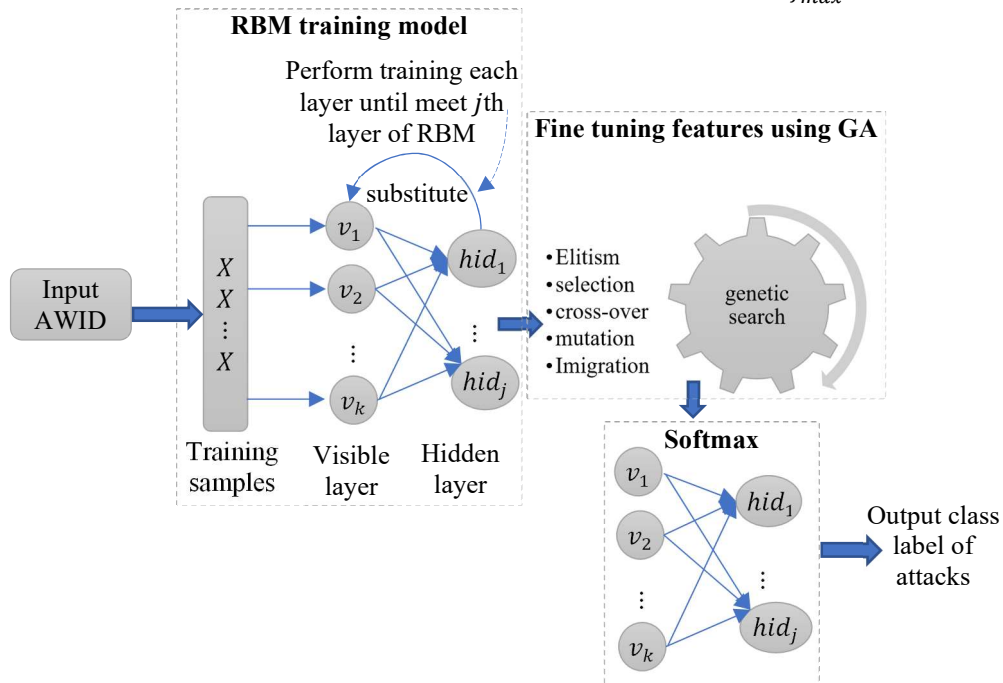 𝑔𝑚𝑎𝑥
RBM training model
Perform training each
layer until meet 𝑗th
layer of RBM
substitute
Fine tuning features using GA
Input
AWID
X
X
⋮
X
v₁
v₂
⋮
vₖ
hid₁
⋮
hidⱼ
Training
samples
Visible
layer
Hidden
layer
•Elitism
•selection
•cross-over
•mutation
•Imigration
genetic
search
Softmax
v₁
v₂
⋮
vₖ
hid₁
⋮
hidⱼ
Output class
label of
attacks